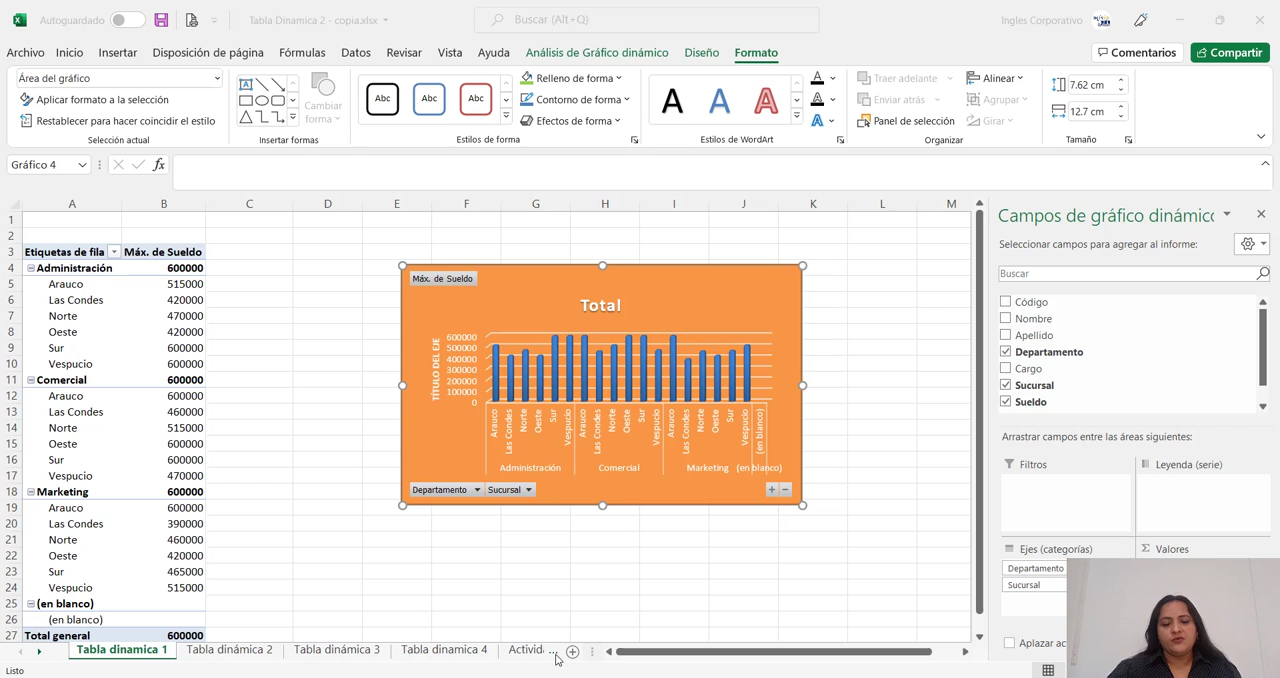 Autoguardado
Tabla Dinamica 2 - copia.xlsx
Buscar (Alt+Q)
Ingles Corporativo
Archivo Inicio Insertar Disposición de página Fórmulas Datos Revisar Vista Ayuda Análisis de Gráfico dinámico Diseño Formato
Comentarios Compartir
Área del gráfico
Aplicar formato a la selección
Restablecer para hacer coincidir el estilo
Selección actual
Cambiar forma
Insertar formas
Abc Abc Abc
Relleno de forma
Contorno de forma
Efectos de forma
Estilos de forma
A A A
Estilos de WordArt
Traer adelante
Enviar atrás
Panel de selección
Alinear
Agrupar
Girar
Organizar
7.62 cm
12.7 cm
Tamaño
Gráfico 4
fx
A B C D E F G H I J K L M
1
2
3 Etiquetas de fila Máx. de Sueldo
4 Administración 600000
5 Arauco 515000
6 Las Condes 420000
7 Norte 470000
8 Oeste 420000
9 Sur 600000
10 Vespucio 600000
11 Comercial 600000
12 Arauco 600000
13 Las Condes 460000
14 Norte 515000
15 Oeste 600000
16 Sur 600000
17 Vespucio 470000
18 Marketing 600000
19 Arauco 600000
20 Las Condes 390000
21 Norte 460000
22 Oeste 420000
23 Sur 465000
24 Vespucio 515000
25 (en blanco)
26 (en blanco)
27 Total general 600000
Máx. de Sueldo
Total
TÍTULO DEL EJE
600000
500000
400000
300000
200000
100000
0
Arauco Las Condes Norte Oeste Sur Vespucio Arauco Las Condes Norte Oeste Sur Vespucio Arauco Las Condes Norte Oeste Sur Vespucio (en blanco)
Administración Comercial Marketing (en blanco)
Departamento Sucursal
Campos de gráfico dinámicc
Seleccionar campos para agregar al informe:
Buscar
Código
Nombre
Apellido
Departamento
Cargo
Sucursal
Sueldo
Arrastrar campos entre las áreas siguientes:
Filtros
Leyenda (serie)
Ejes (categorías)
Valores
Departamento
Sucursal
Aplazar ac
Tabla dinamica 1 Tabla dinámica 2 Tabla dinámica 3 Tabla dinamica 4 Activid ...
Listo